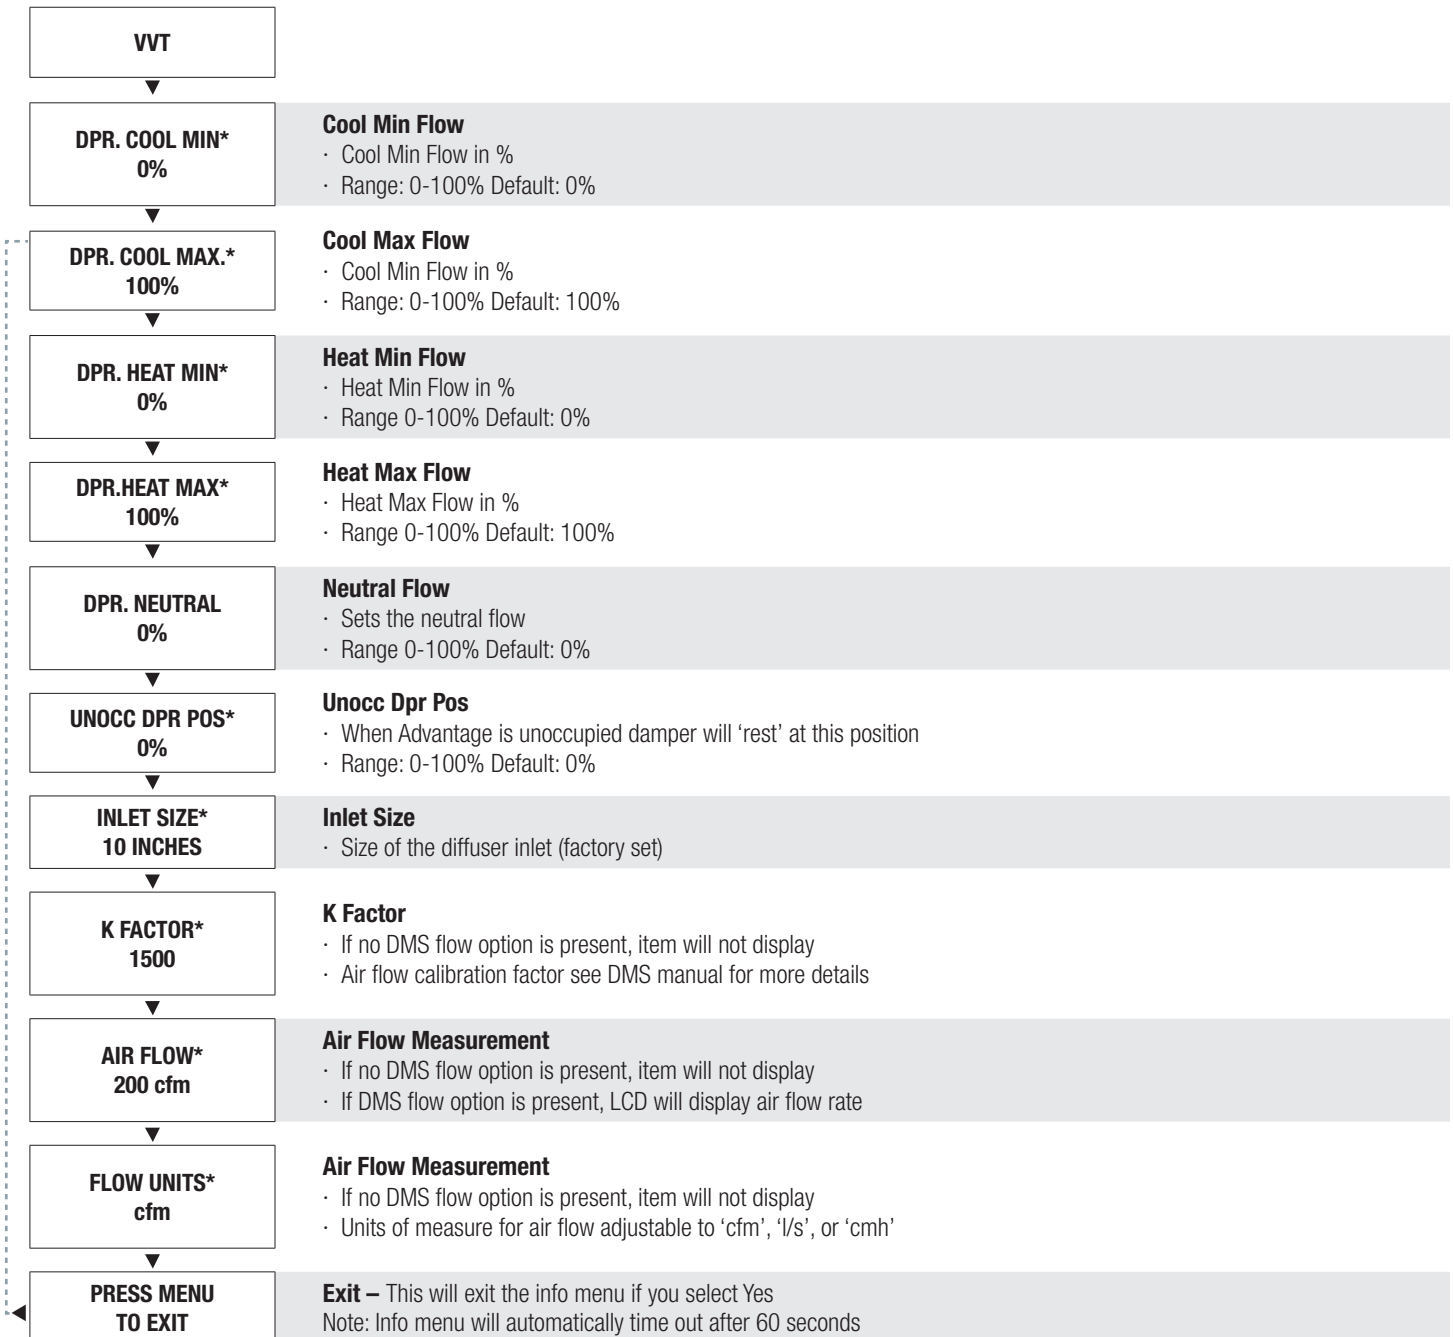 VVT
DPR. COOL MIN*
0%
Cool Min Flow
· Cool Min Flow in %
· Range: 0-100% Default: 0%
DPR. COOL MAX.*
100%
Cool Max Flow
· Cool Min Flow in %
· Range: 0-100% Default: 100%
DPR. HEAT MIN*
0%
Heat Min Flow
· Heat Min Flow in %
· Range 0-100% Default: 0%
DPR.HEAT MAX*
100%
Heat Max Flow
· Heat Max Flow in %
· Range 0-100% Default: 100%
DPR. NEUTRAL
0%
Neutral Flow
· Sets the neutral flow
· Range 0-100% Default: 0%
UNOCC DPR POS*
0%
Unocc Dpr Pos
· When Advantage is unoccupied damper will ‘rest’ at this position
· Range: 0-100% Default: 0%
INLET SIZE*
10 INCHES
Inlet Size
· Size of the diffuser inlet (factory set)
K FACTOR*
1500
K Factor
· If no DMS flow option is present, item will not display
· Air flow calibration factor see DMS manual for more details
AIR FLOW*
200 cfm
Air Flow Measurement
· If no DMS flow option is present, item will not display
· If DMS flow option is present, LCD will display air flow rate
FLOW UNITS*
cfm
Air Flow Measurement
· If no DMS flow option is present, item will not display
· Units of measure for air flow adjustable to ‘cfm’, ‘l/s’, or ‘cmh’
PRESS MENU
TO EXIT
Exit – This will exit the info menu if you select Yes
Note: Info menu will automatically time out after 60 seconds